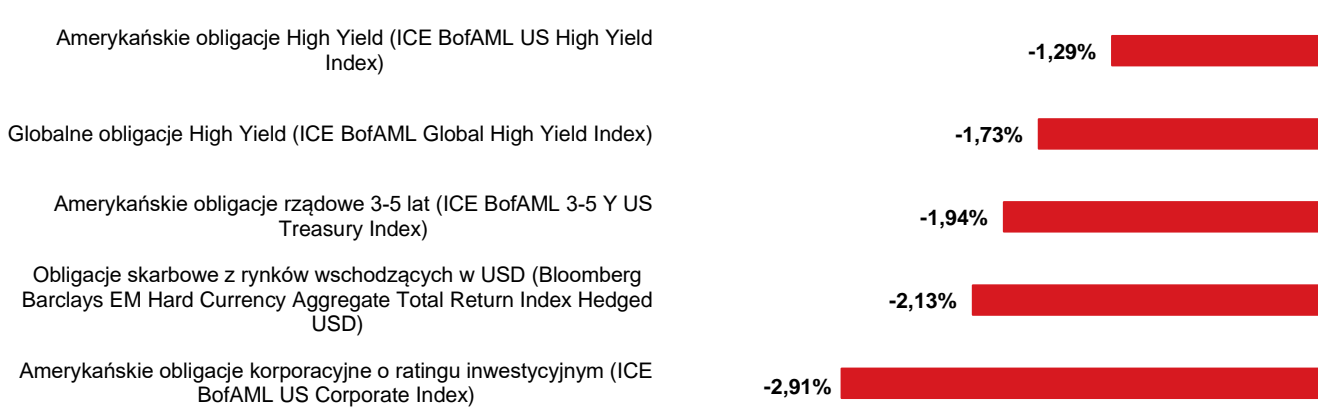 Amerykańskie obligacje High Yield (ICE BofAML US High Yield
Index)
-1,29%
Globalne obligacje High Yield (ICE BofAML Global High Yield Index)
-1,73%
Amerykańskie obligacje rządowe 3-5 lat (ICE BofAML 3-5 Y US
Treasury Index)
-1,94%
Obligacje skarbowe z rynków wschodzących w USD (Bloomberg
Barclays EM Hard Currency Aggregate Total Return Index Hedged
USD)
-2,13%
Amerykańskie obligacje korporacyjne o ratingu inwestycyjnym (ICE
BofAML US Corporate Index)
-2,91%